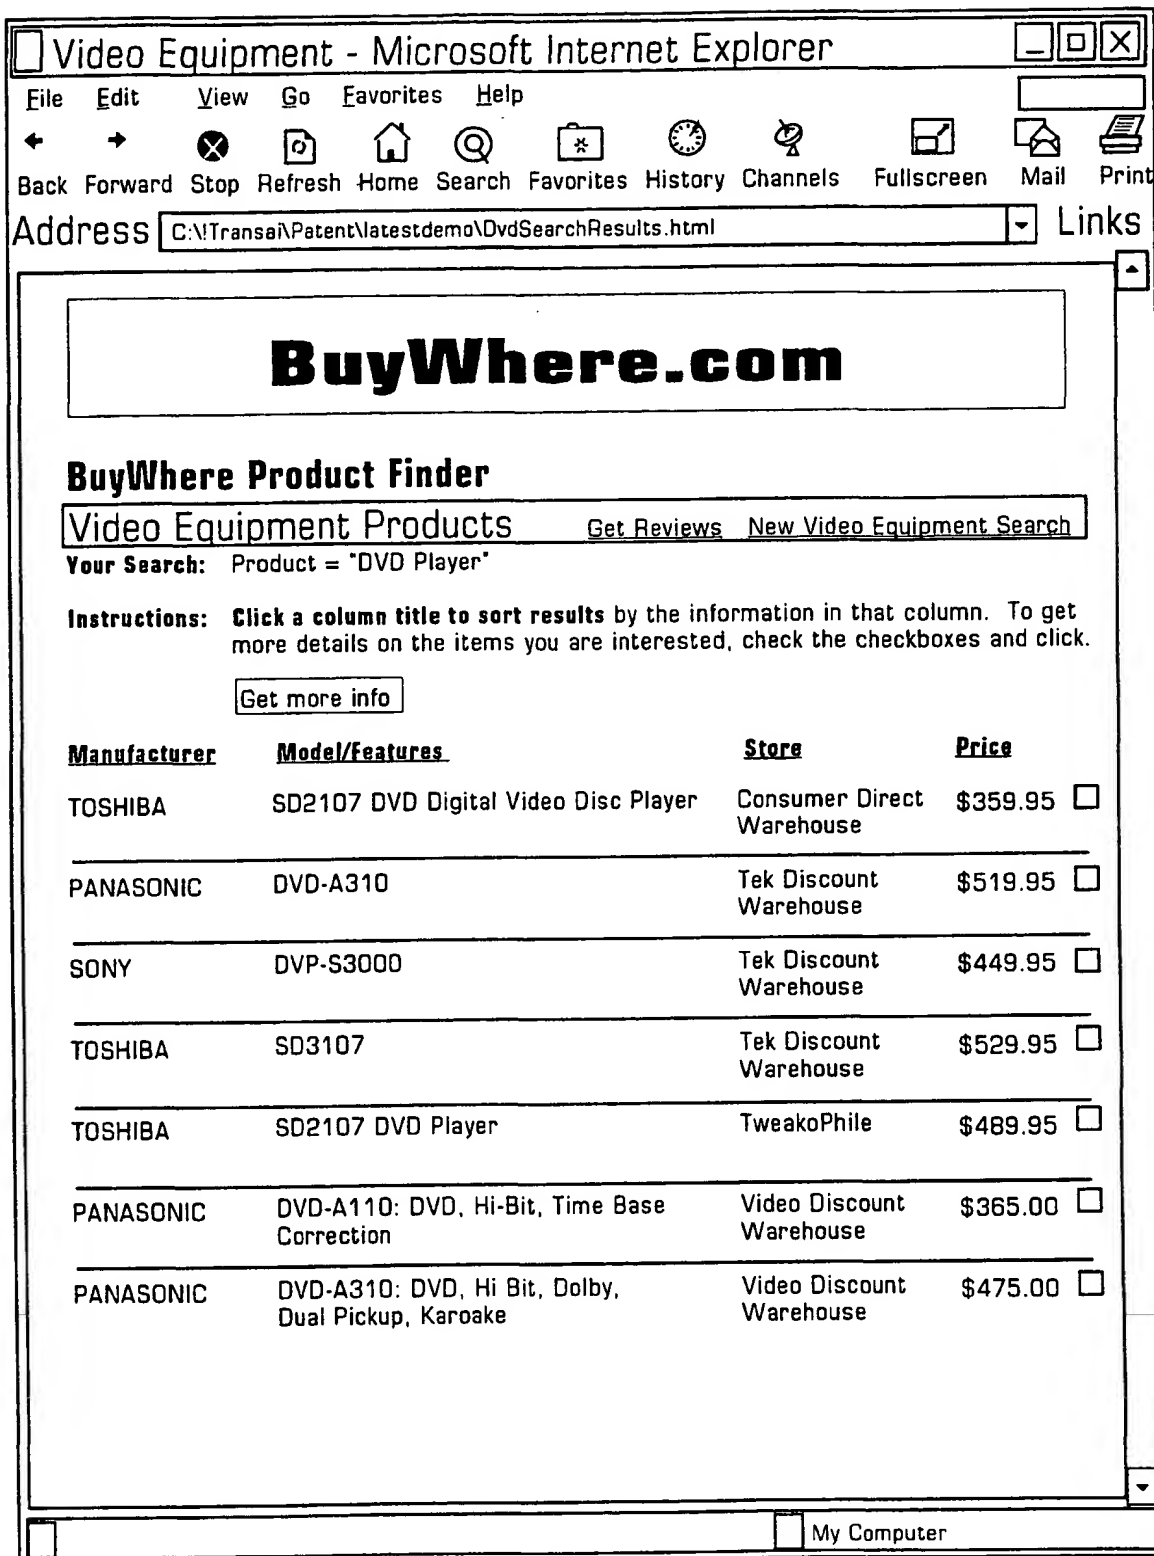 Video Equipment - Microsoft Internet Explorer
File Edit View Go Favorites Help
Back Forward Stop Refresh Home Search Favorites History Channels Fullscreen Mail Print
Address C:\!Transai\Patent\latestdemo\DvdSearchResults.html Links
BuyWhere.com
BuyWhere Product Finder
Video Equipment Products Get Reviews New Video Equipment Search
Your Search: Product = "DVD Player"
Instructions: Click a column title to sort results by the information in that column. To get
more details on the items you are interested, check the checkboxes and click.
Get more info
Manufacturer Model/Features Store Price
TOSHIBA SD2107 DVD Digital Video Disc Player Consumer Direct $359.95
Warehouse
PANASONIC DVD-A310 Tek Discount $519.95
Warehouse
SONY DVP-S3000 Tek Discount $449.95
Warehouse
TOSHIBA SD3107 Tek Discount $529.95
Warehouse
TOSHIBA SD2107 DVD Player TweakoPhile $489.95
PANASONIC DVD-A110: DVD, Hi-Bit, Time Base Video Discount $365.00
Correction Warehouse
PANASONIC DVD-A310: DVD, Hi Bit, Dolby, Video Discount $475.00
Dual Pickup, Karoake Warehouse
My Computer